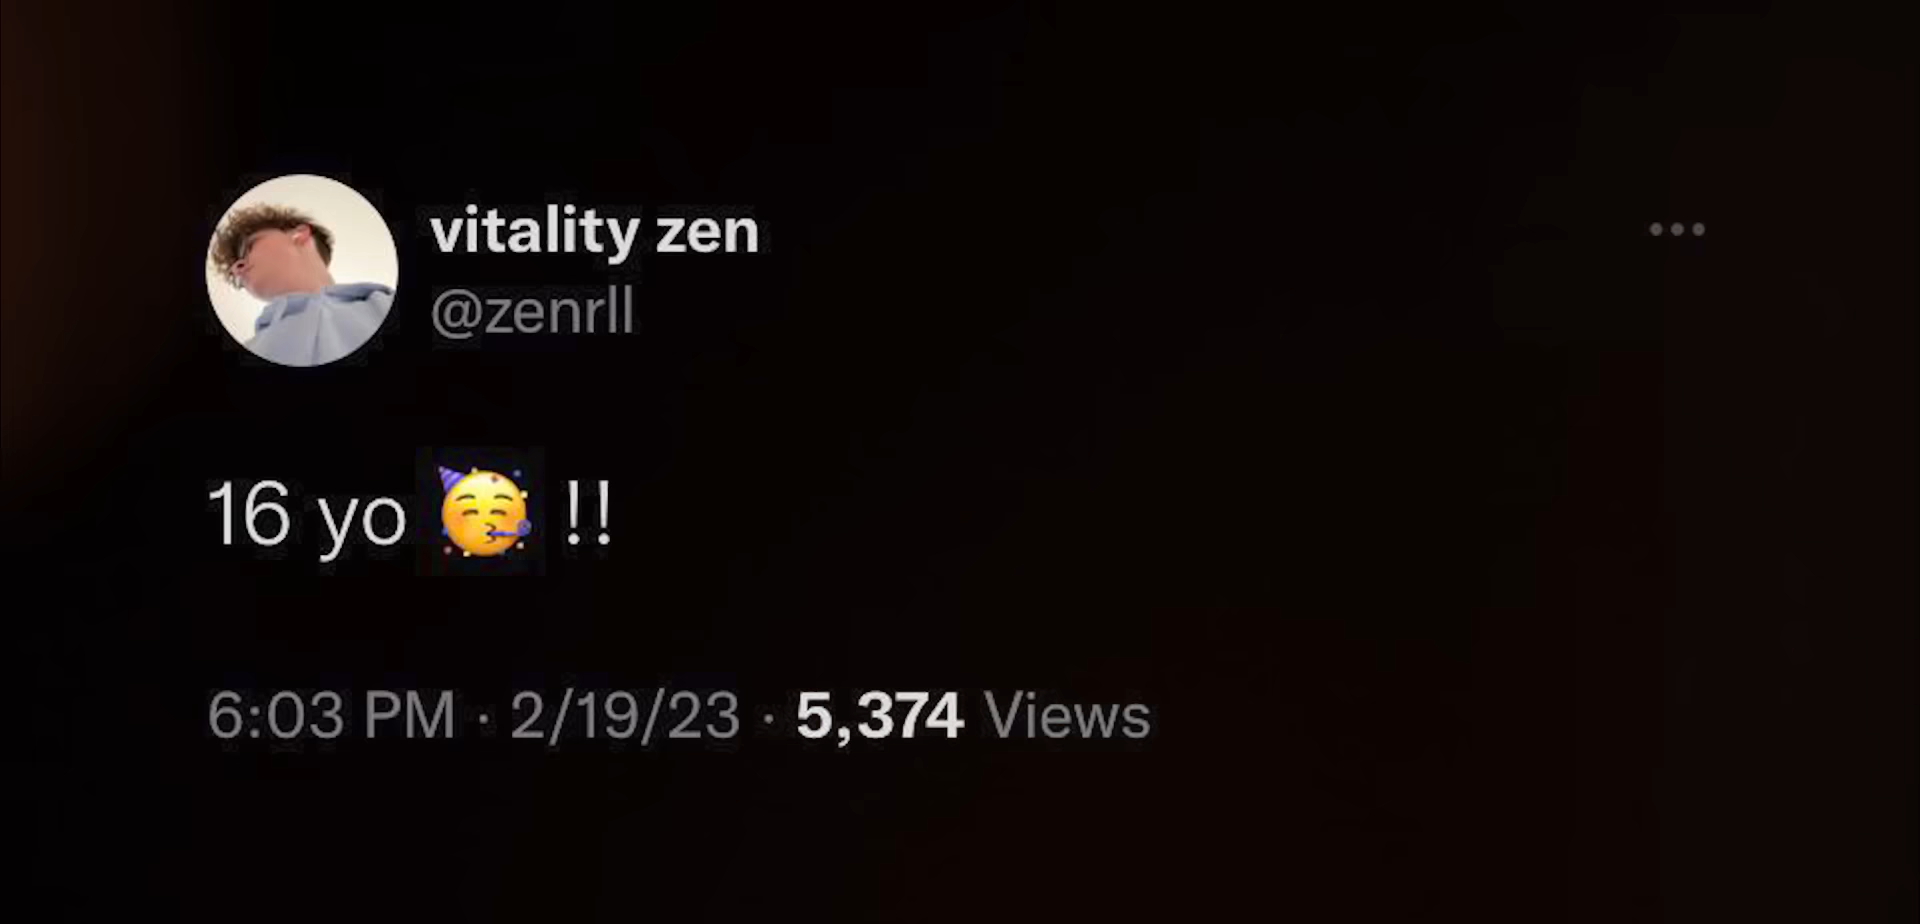 vitality zen
@zenrll
16 yo 🥳 !!
6:03 PM · 2/19/23 · 5,374 Views